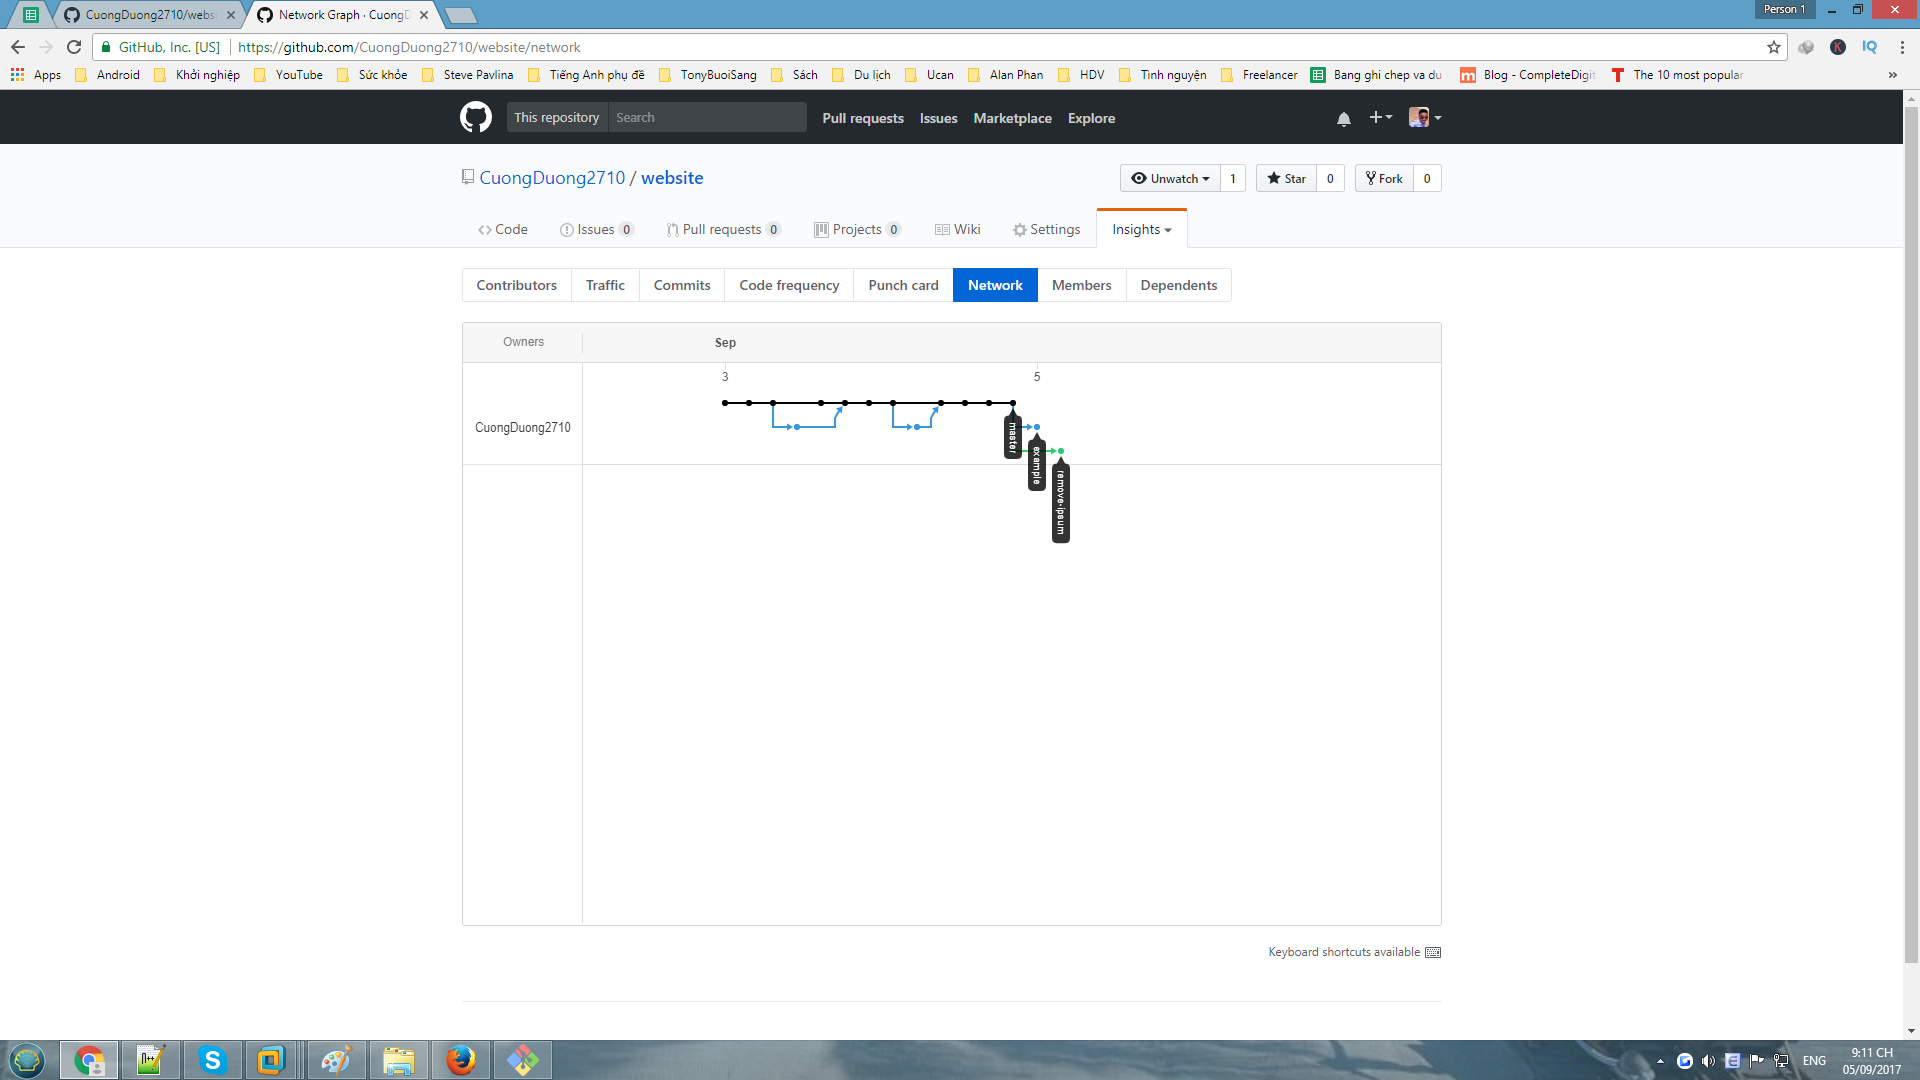 Person 1
CuongDuong2710/webs
Network Graph · CuongD
GitHub, Inc. [US] https://github.com/CuongDuong2710/website/network
Apps Android Khởi nghiệp YouTube Sức khỏe Steve Pavlina Tiếng Anh phụ đề TonyBuoiSang Sách Du lịch Ucan Alan Phan HDV Tình nguyện Freelancer Bang ghi chep va du Blog - CompleteDigit The 10 most popular »
This repository Search Pull requests Issues Marketplace Explore
CuongDuong2710 / website
Unwatch 1 Star 0 Fork 0
Code Issues 0 Pull requests 0 Projects 0 Wiki Settings Insights
Contributors Traffic Commits Code frequency Punch card Network Members Dependents
Owners Sep
3 5
CuongDuong2710
master
example
remove-ipsum
Keyboard shortcuts available
ENG
9:11 CH
05/09/2017